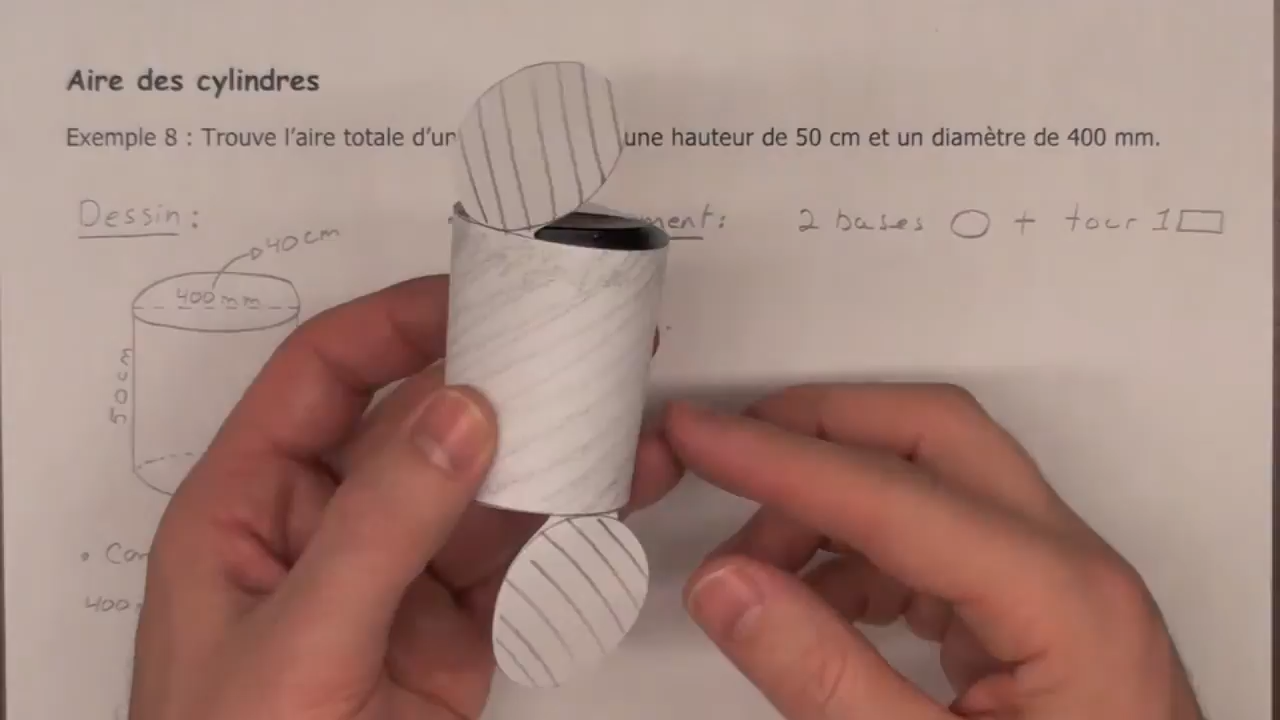 Aire des cylindres
Exemple 8 : Trouve l'aire totale d'un une hauteur de 50 cm et un diamètre de 400 mm.
Dessin : ment: 2 bases + tour 1
40 cm
400 mm
50 cm
400